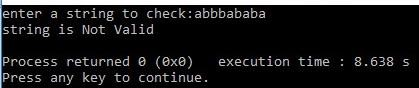 enter a string to check:abbbababa
string is Not Valid
Process returned 0 (0x0)   execution time : 8.638 s
Press any key to continue.